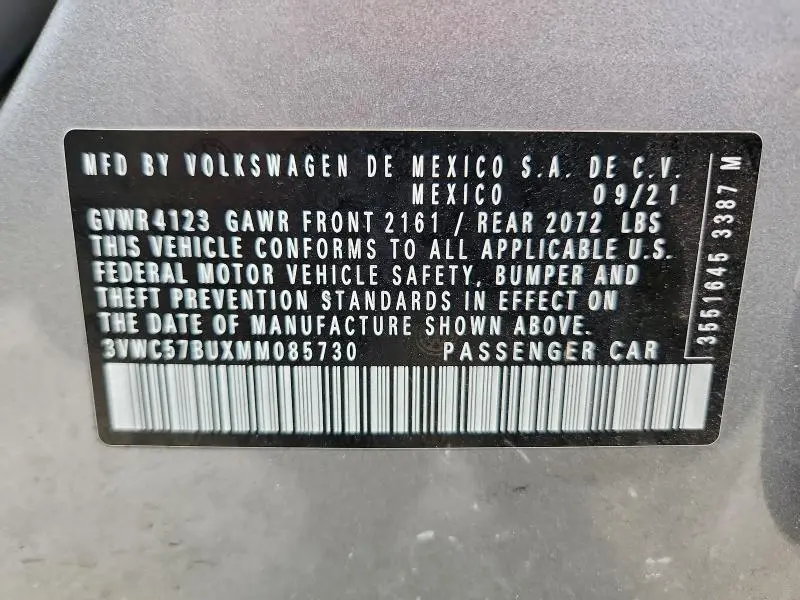 MFD BY VOLKSWAGEN DE MEXICO S.A. DE C.V.
MEXICO 09/21
GVWR 4123 GAWR FRONT 2161 / REAR 2072 LBS
THIS VEHICLE CONFORMS TO ALL APPLICABLE U.S.
FEDERAL MOTOR VEHICLE SAFETY, BUMPER AND
THEFT PREVENTION STANDARDS IN EFFECT ON
THE DATE OF MANUFACTURE SHOWN ABOVE.
3VWC57BUXMM085730 PASSENGER CAR
3551645 3387 M